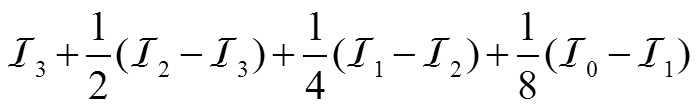 ℐ₃ + 1/2(ℐ₂ − ℐ₃) + 1/4(ℐ₁ − ℐ₂) + 1/8(ℐ₀ − ℐ₁)